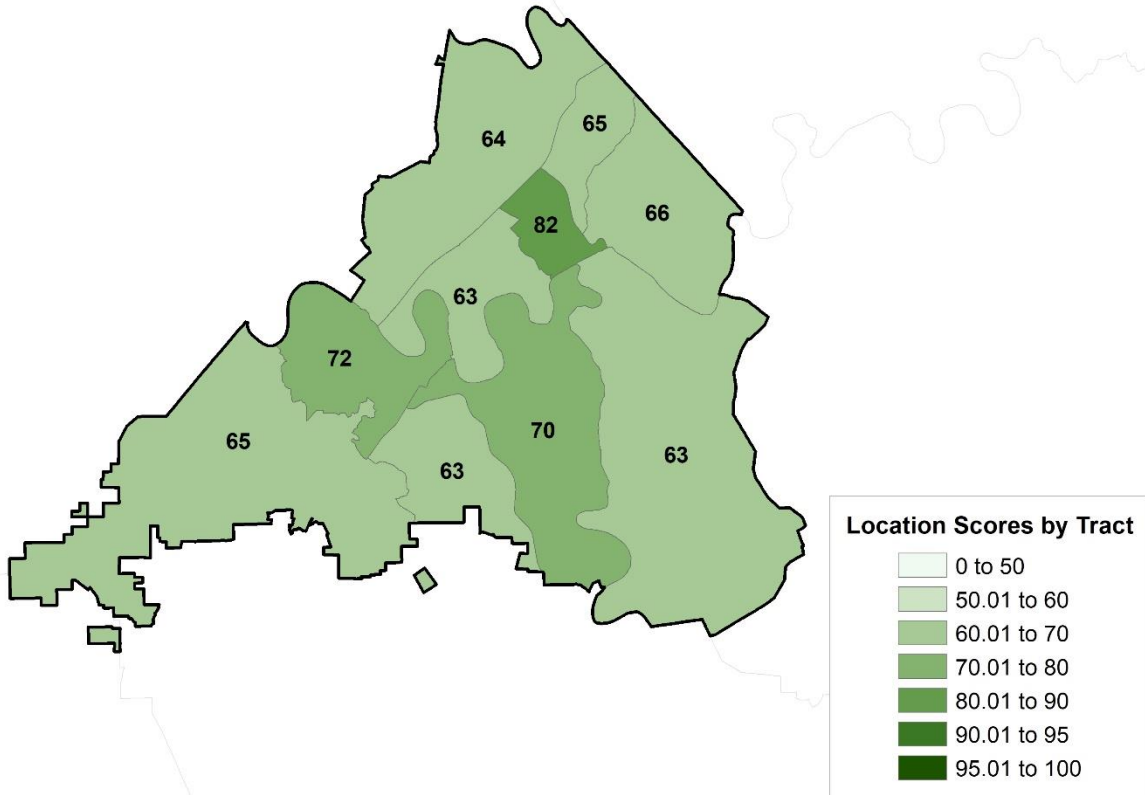 64
65
66
82
63
72
70
65
63
63
Location Scores by Tract
0 to 50
50.01 to 60
60.01 to 70
70.01 to 80
80.01 to 90
90.01 to 95
95.01 to 100